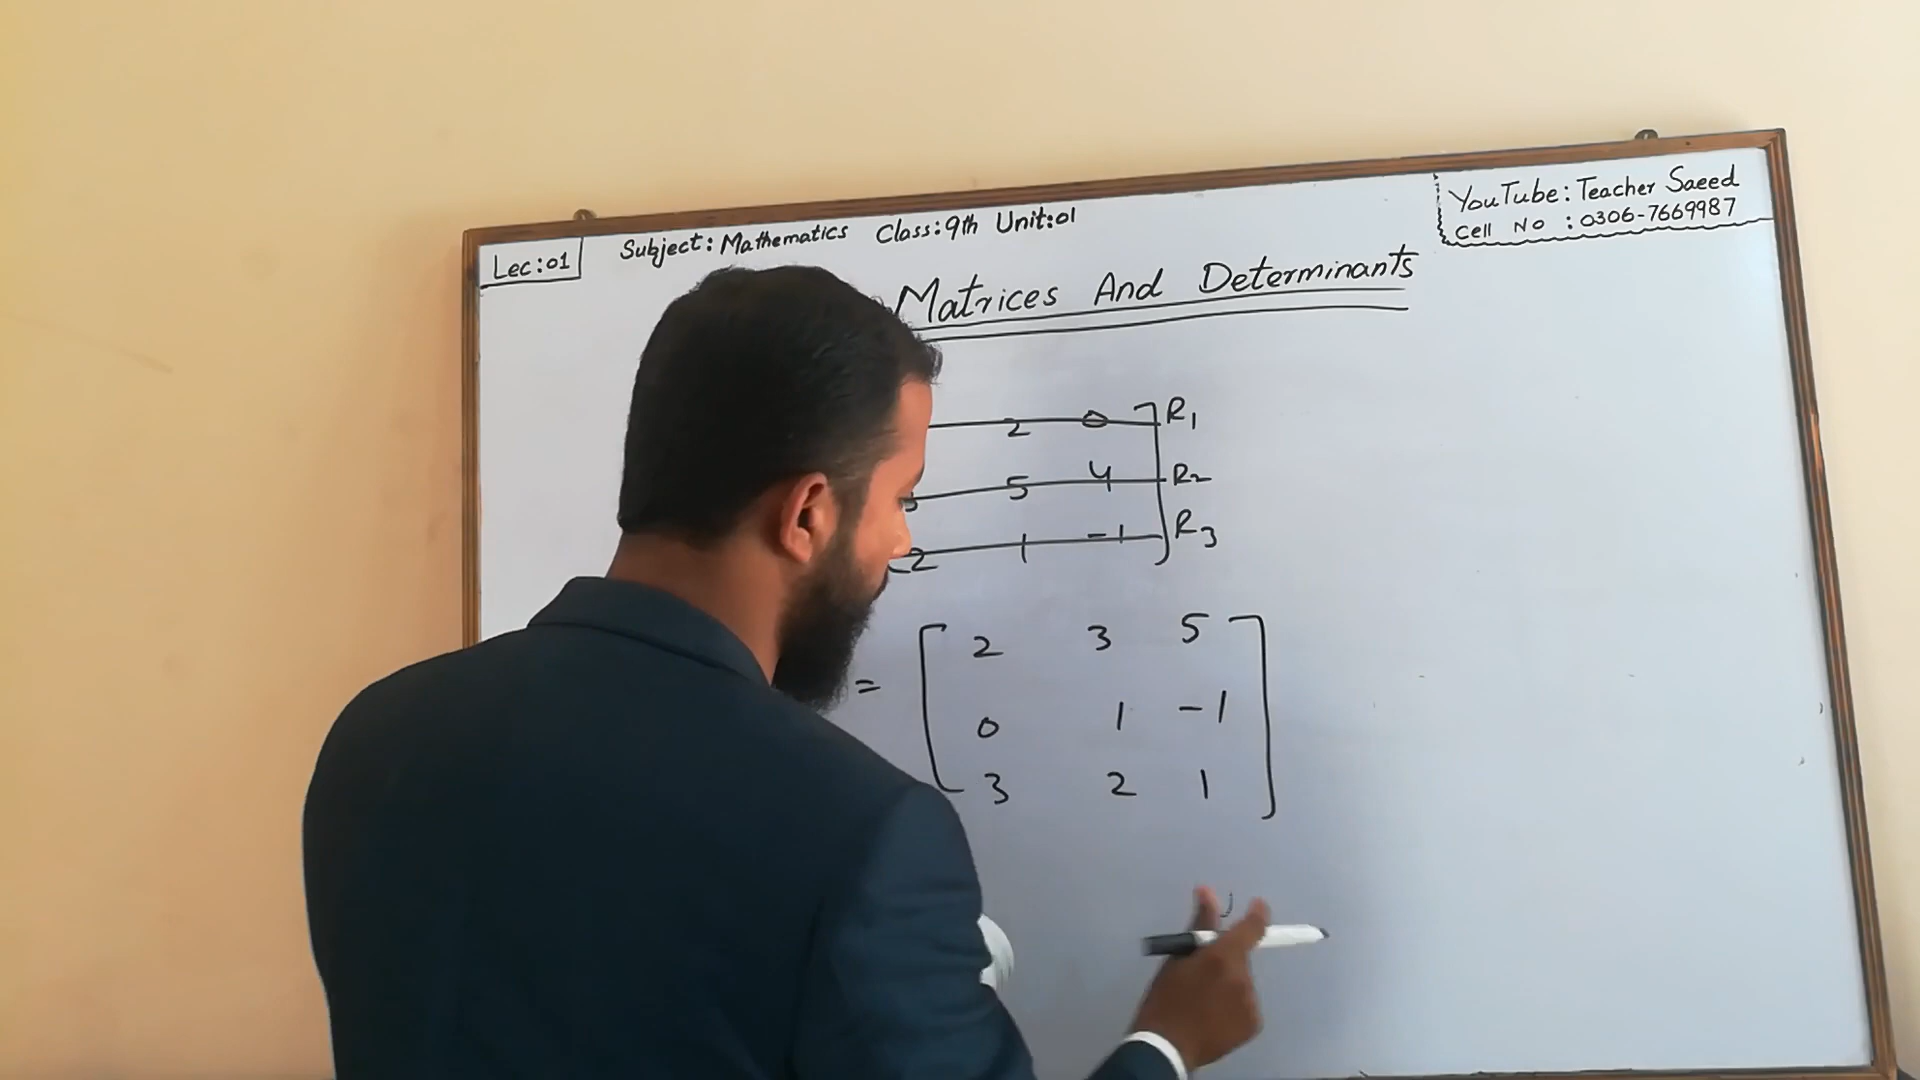 Lec:01
Subject: Mathematics Class: 9th Unit:01
YouTube: Teacher Saeed
Cell No : 0306-7669987
Matrices And Determinants
2 0 R1
3 5 4 R2
2 1 -1 R3
= 2 3 5
0 1 -1
3 2 1